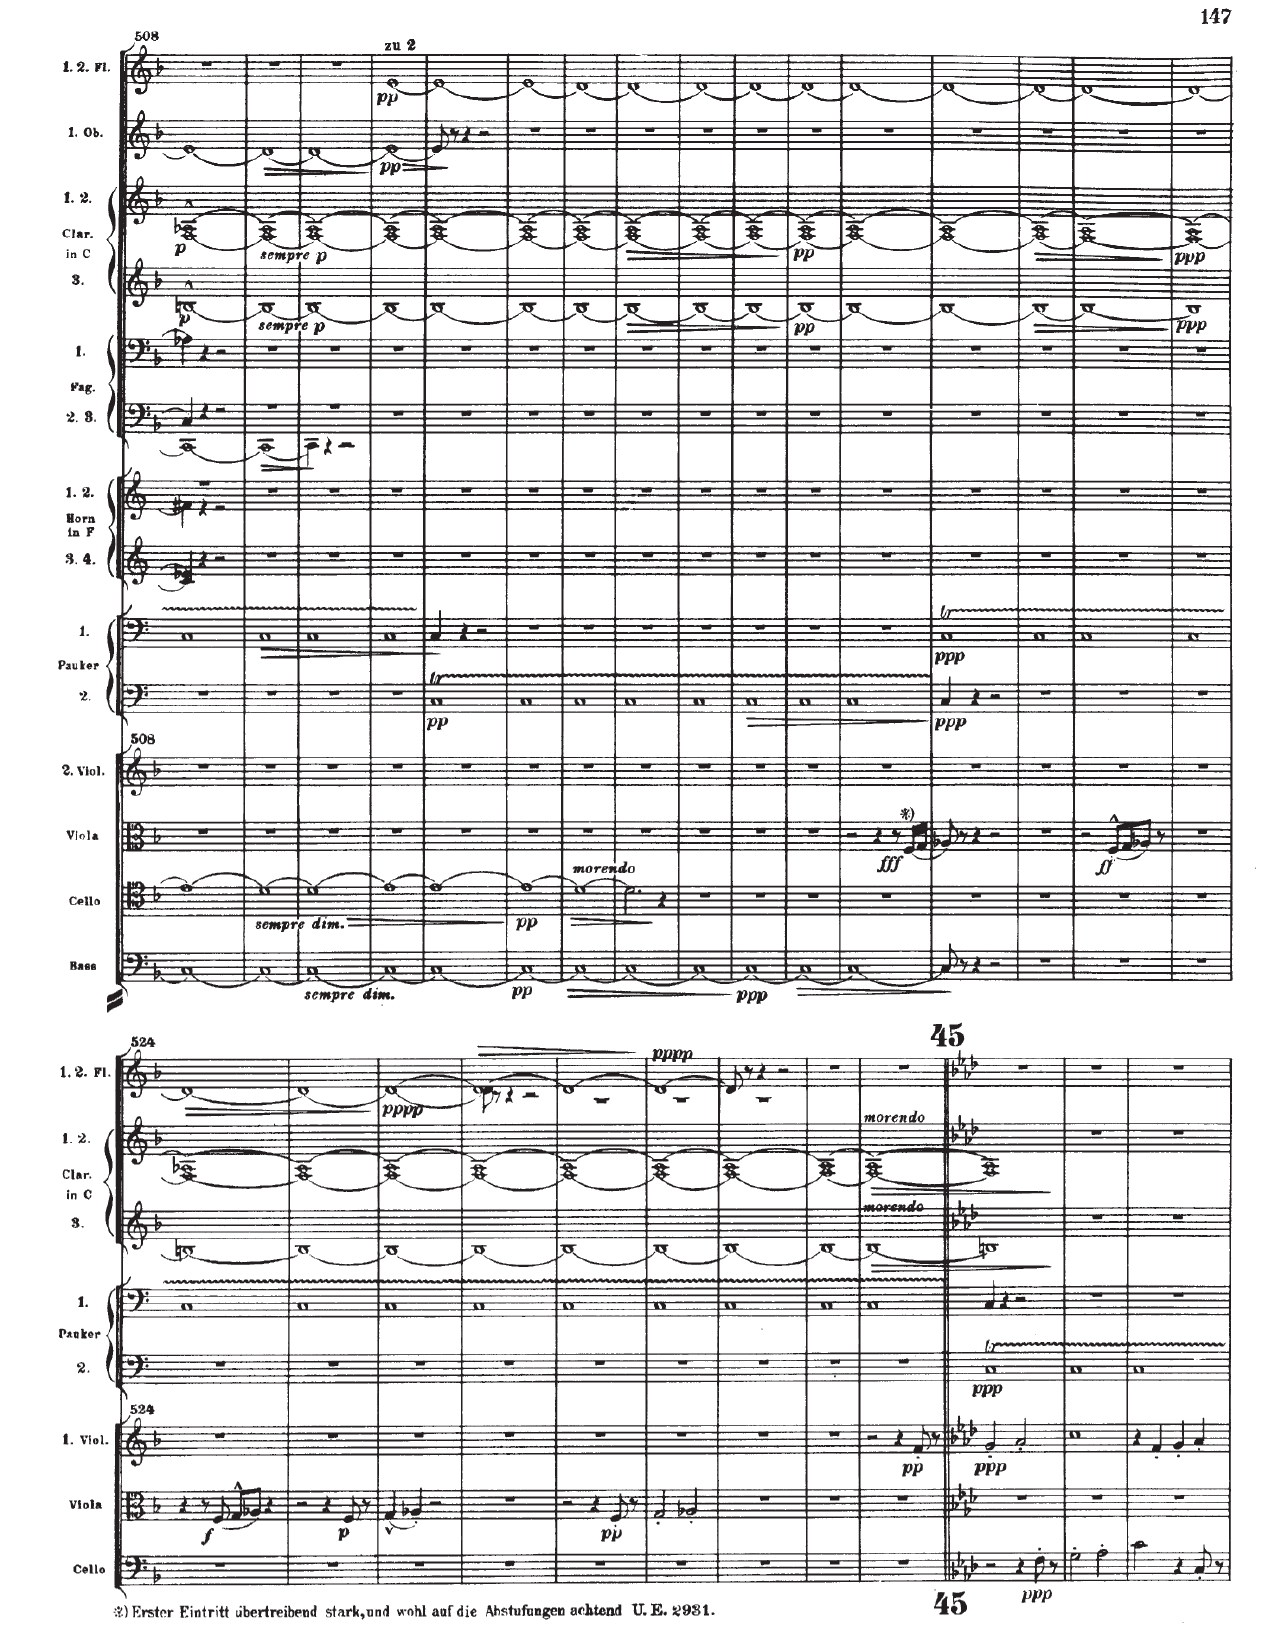 147
508
zu 2
1. 2. Fl.
pp
1. Ob.
pp
1. 2.
Clar.
in C
3.
p
sempre p
pp
ppp
p
sempre p
pp
ppp
1.
Fag.
2. 3.
1. 2.
Horn
in F
3. 4.
1.
Pauker
2.
tr
ppp
tr
pp
ppp
508
2. Viol.
Viola
*)
fff
ff
Cello
morendo
sempre dim.
pp
Bass
sempre dim.
pp
ppp
45
524
1. 2. Fl.
pppp
pppp
1. 2.
Clar.
in C
3.
morendo
morendo
1.
Pauker
2.
tr
ppp
524
1. Viol.
pp
ppp
Viola
f
p
pp
Cello
ppp
*) Erster Eintritt übertreibend stark, und wohl auf die Abstufungen achtend U. E. 2931.
45